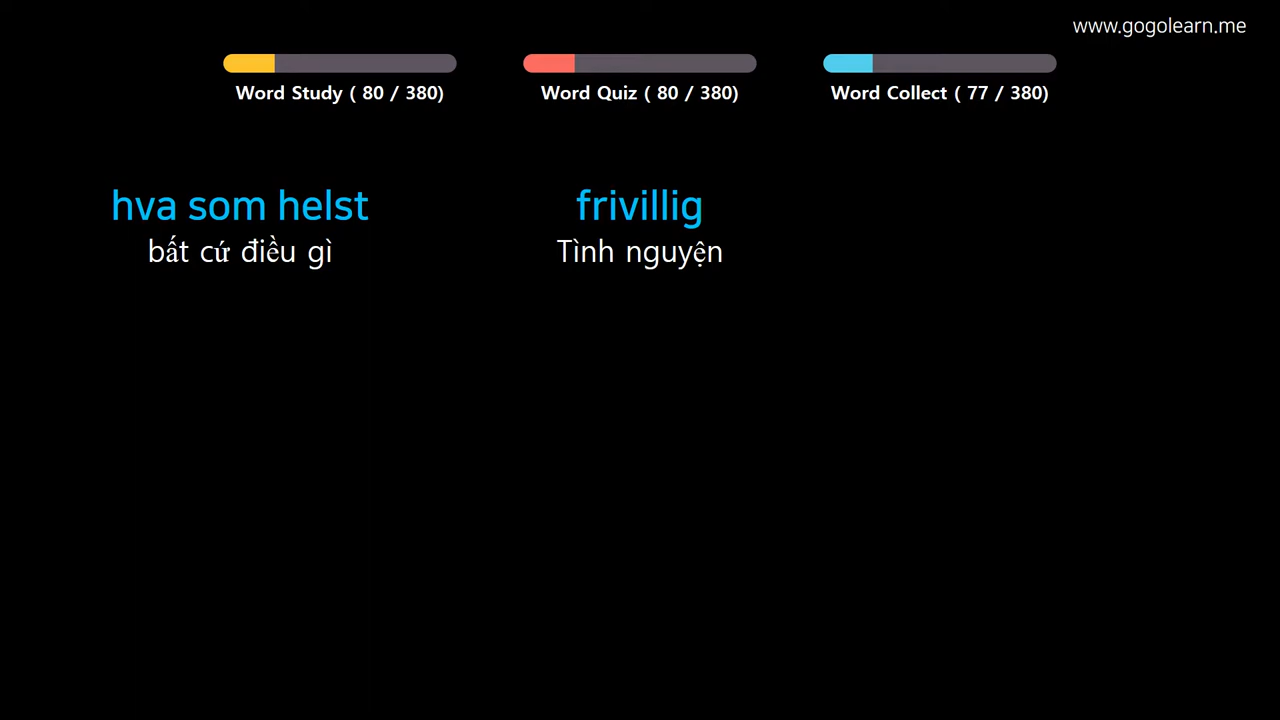 www.gogolearn.me
Word Study ( 80 / 380)
Word Quiz ( 80 / 380)
Word Collect ( 77 / 380)
hva som helst
bất cứ điều gì
frivillig
Tình nguyện